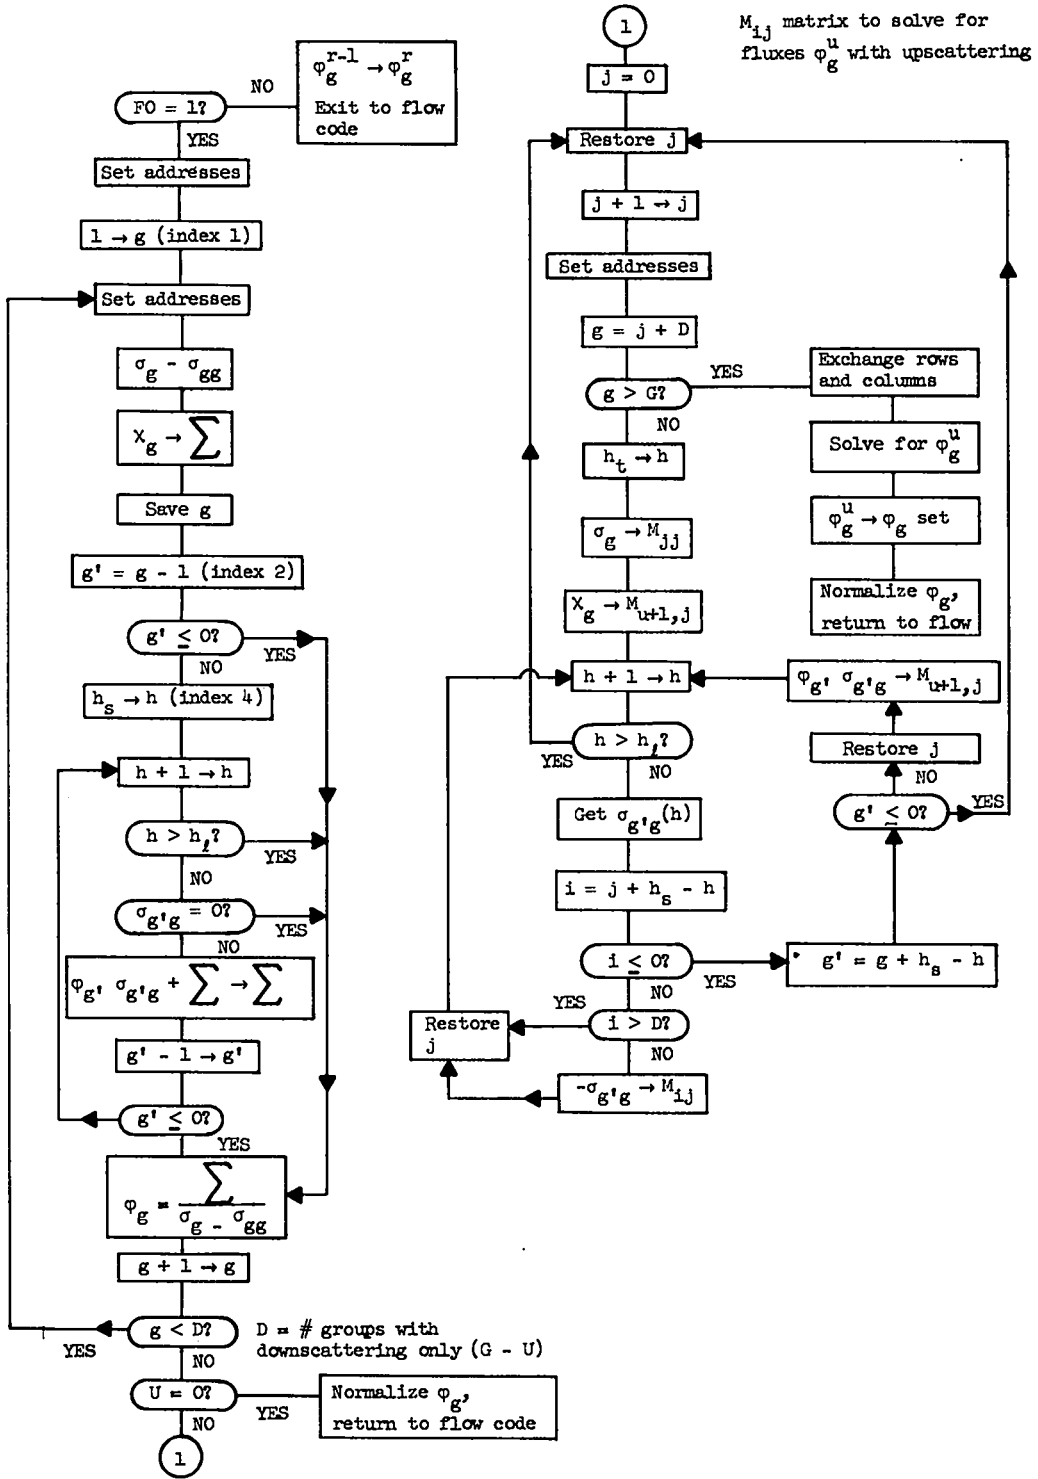 FO = 1?
NO
φ_g^{r-1} → φ_g^r
Exit to flow
code
YES
Set addresses
1 → g (index 1)
Set addresses
σ_g - σ_gg
χ_g → ∑
Save g
g' = g - 1 (index 2)
g' ≤ 0?
YES
NO
h_s → h (index 4)
h + 1 → h
h > h_ℓ?
YES
NO
σ_g'g = 0?
YES
NO
φ_g' σ_g'g + ∑ → ∑
g' - 1 → g'
g' ≤ 0?
YES
φ_g = ∑ / (σ_g - σ_gg)
g + 1 → g
g < D?
YES
NO
D = # groups with
downscattering only (G - U)
U = 0?
YES
NO
Normalize φ_g,
return to flow code
1
1
M_ij matrix to solve for
fluxes φ_g^u with upscattering
j = 0
Restore j
j + 1 → j
Set addresses
g = j + D
g > G?
YES
NO
Exchange rows
and columns
Solve for φ_g^u
φ_g^u → φ_g set
Normalize φ_g,
return to flow
h_t → h
σ_g → M_jj
χ_g → M_u+1,j
h + 1 → h
φ_g' σ_g'g → M_u+1,j
Restore j
NO
g' ≤ 0?
YES
h > h_ℓ?
YES
NO
Get σ_g'g(h)
i = j + h_s - h
i ≤ 0?
YES
NO
g' = g + h_s - h
i > D?
YES
NO
Restore
j
-σ_g'g → M_ij